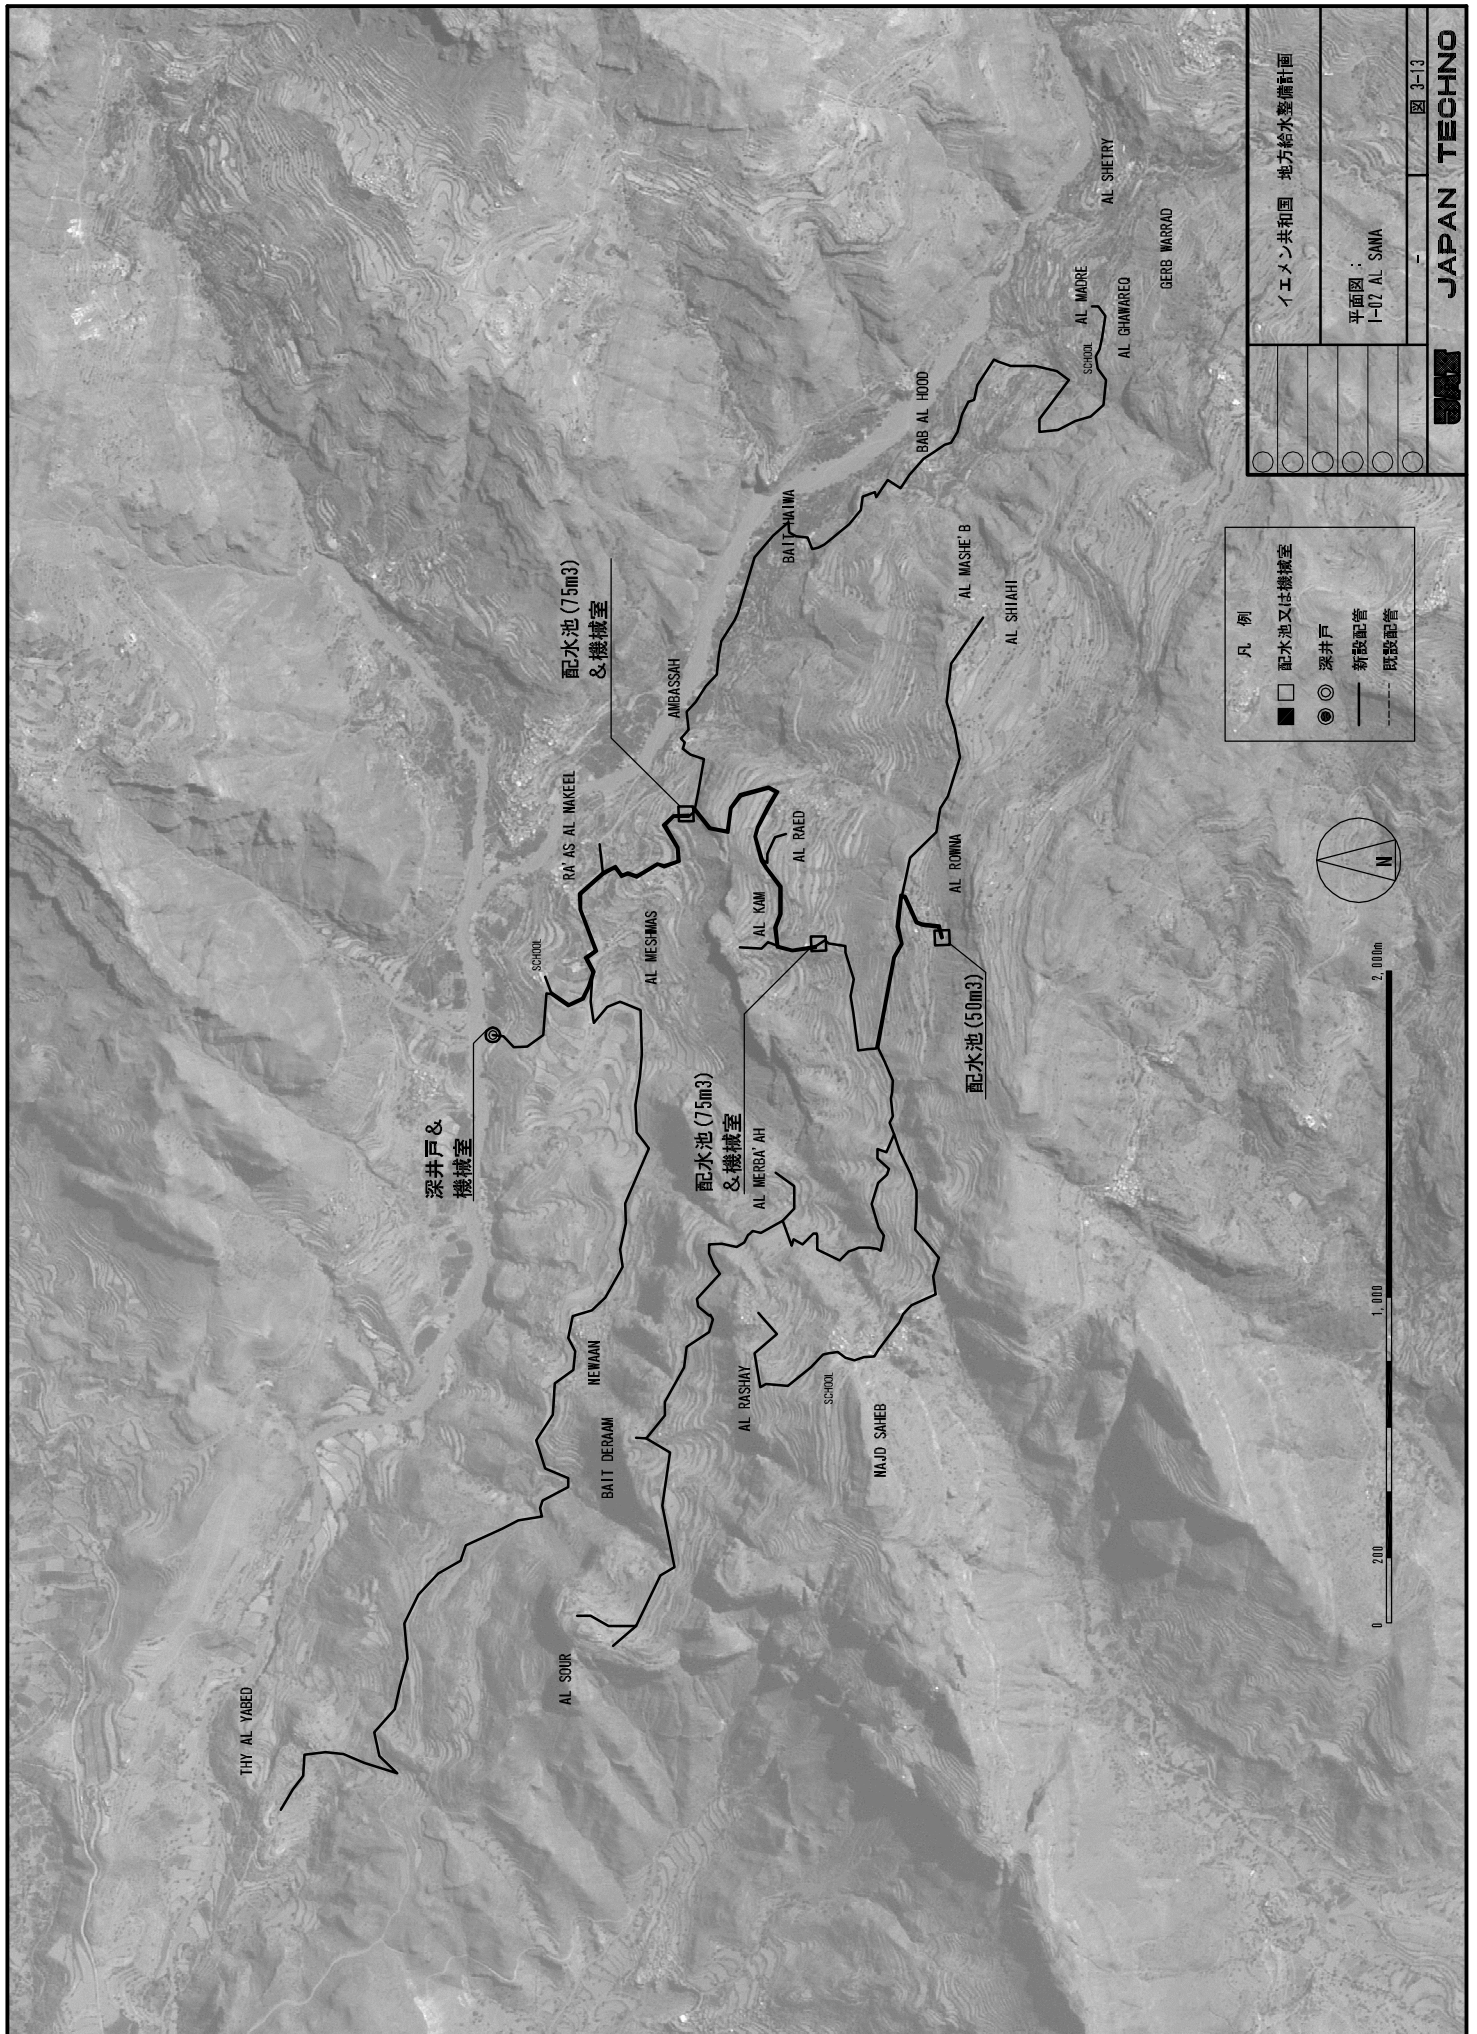 THY AL YABED
AL SOUR
BAIT DERAAM
NEWAAN
深井戸&
機械室
SCHOOL
RA'AS AL NAKEEL
AL MESHMAS
配水池(75m3)
&機械室
AMBASSAH
BAIT HAIWA
BAB AL HOOD
SCHOOL
AL MADRE
AL SHETRY
AL GHAWAREQ
GERB WARRAD
AL RASHAY
SCHOOL
NAJD SAHEB
配水池(75m3)
&機械室
AL MERBA'AH
AL KAM
AL RAED
AL ROWNA
配水池(50m3)
AL MASHE'B
AL SHIAHI
凡 例
配水池又は機械室
深井戸
新設配管
既設配管
N
0
200
1,000
2,000m
イエメン共和国 地方給水整備計画
平面図 :
I-02 AL SANA
-
図 3-13
JAPAN TECHNO